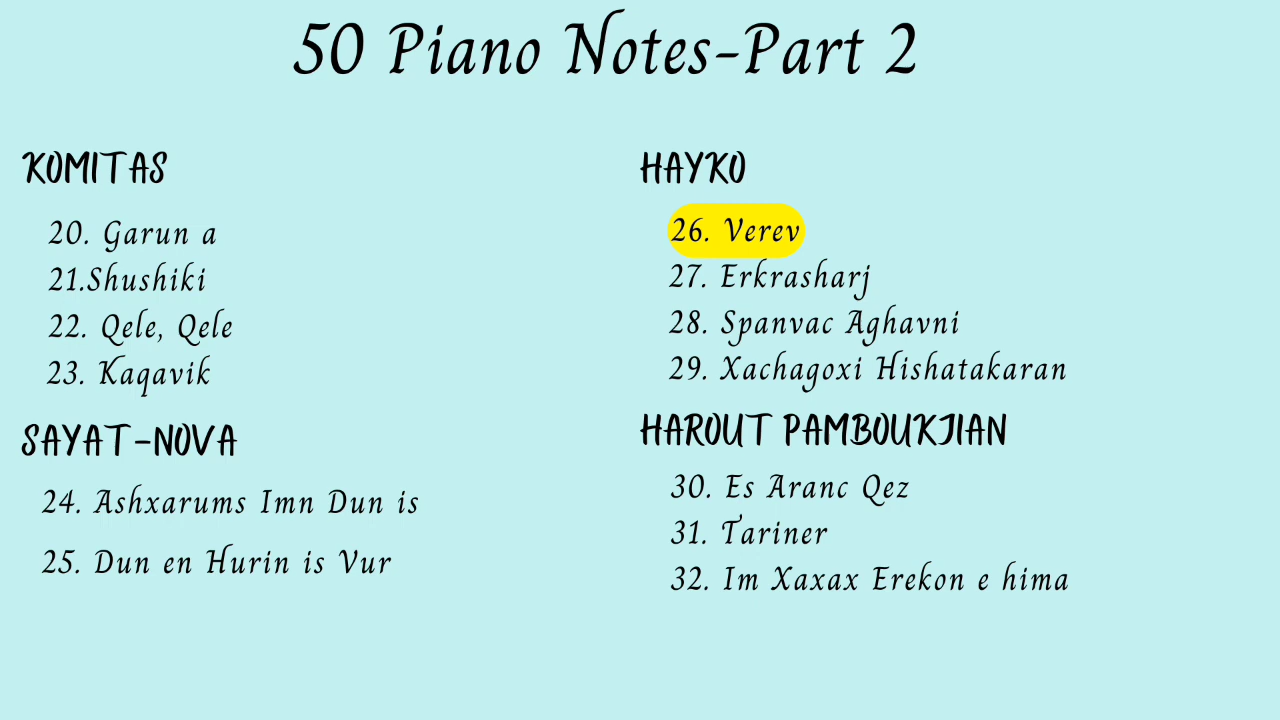 50 Piano Notes-Part 2
KOMITAS
20. Garun a
21.Shushiki
22. Qele, Qele
23. Kaqavik
SAYAT-NOVA
24. Ashxarums Imn Dun is
25. Dun en Hurin is Vur
HAYKO
26. Verev
27. Erkrasharj
28. Spanvac Aghavni
29. Xachagoxi Hishatakaran
HAROUT PAMBOUKJIAN
30. Es Aranc Qez
31. Tariner
32. Im Xaxax Erekon e hima